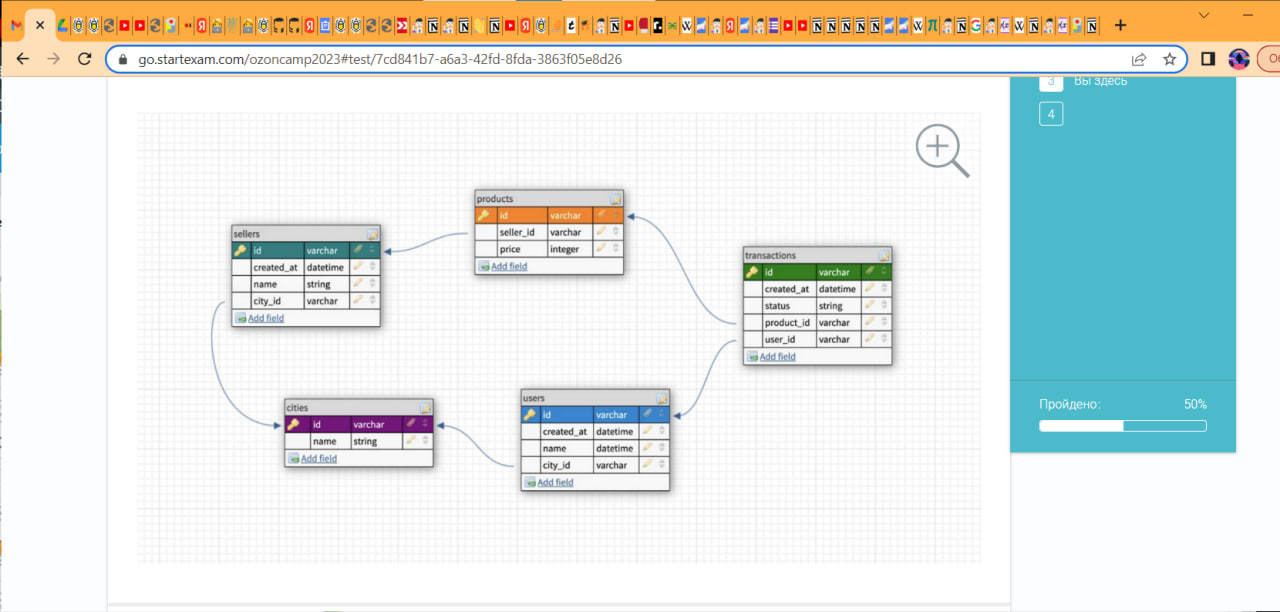 go.startexam.com/ozoncamp2023#test/7cd841b7-a6a3-42fd-8fda-3863f05e8d26
3 Вы здесь
4
products
id varchar
seller_id varchar
price integer
Add field
sellers
id varchar
created_at datetime
name string
city_id varchar
Add field
transactions
id varchar
created_at datetime
status string
product_id varchar
user_id varchar
Add field
cities
id varchar
name string
Add field
users
id varchar
created_at datetime
name datetime
city_id varchar
Add field
Пройдено: 50%